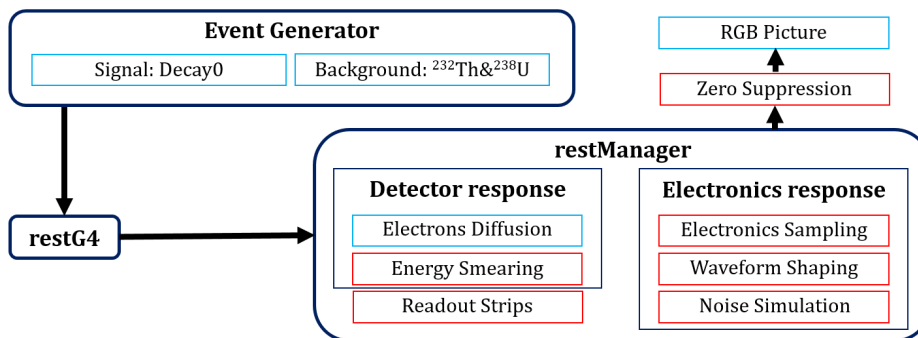 Event Generator
Signal: Decay0
Background: ²³²Th&²³⁸U
RGB Picture
Zero Suppression
restManager
Detector response
Electrons Diffusion
Energy Smearing
Readout Strips
Electronics response
Electronics Sampling
Waveform Shaping
Noise Simulation
restG4